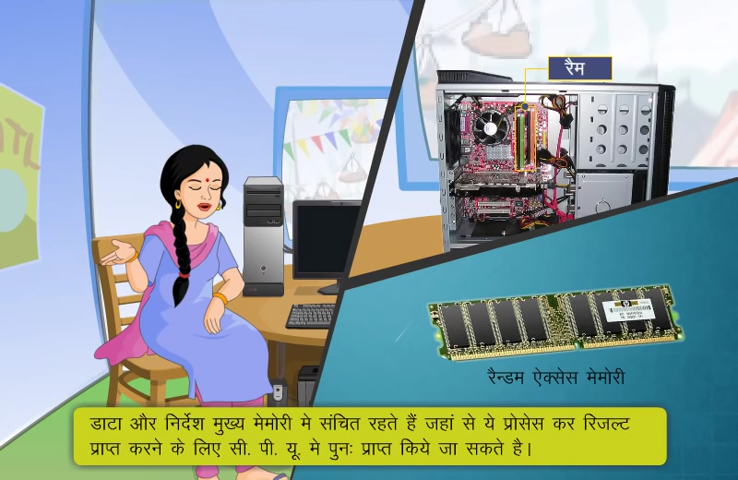 रैम
रैन्डम ऐक्सेस मेमोरी
डाटा और निर्देश मुख्य मेमोरी मे संचित रहते हैं जहां से ये प्रोसेस कर रिजल्ट
प्राप्त करने के लिए सी. पी. यू. मे पुनः प्राप्त किये जा सकते है।